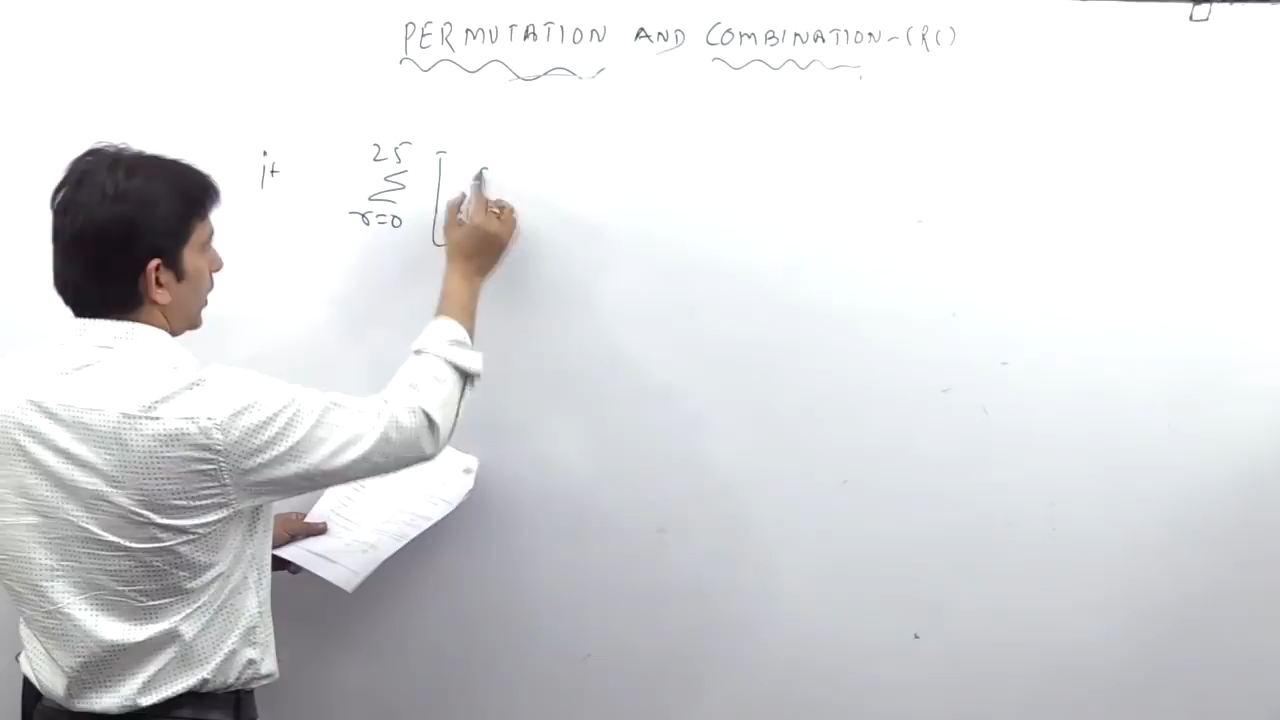 PERMUTATION AND COMBINATION-(RC)
if
25
Σ [
r=0